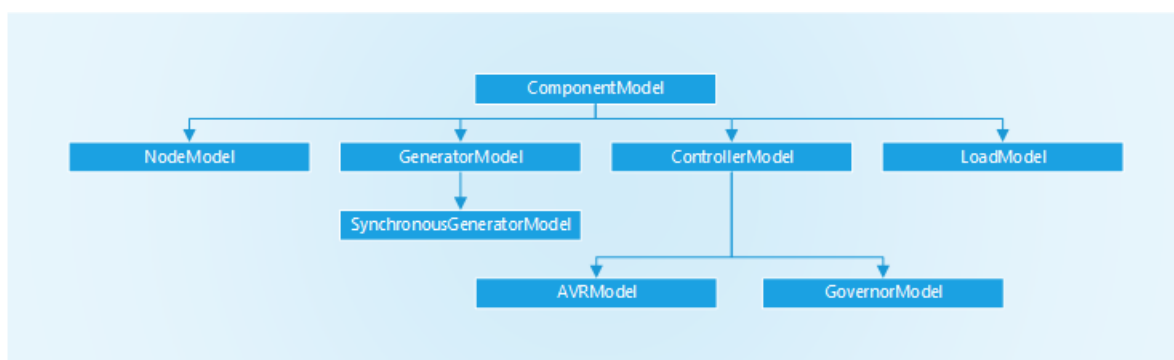 ComponentModel
NodeModel
GeneratorModel
ControllerModel
LoadModel
SynchronousGeneratorModel
AVRModel
GovernorModel